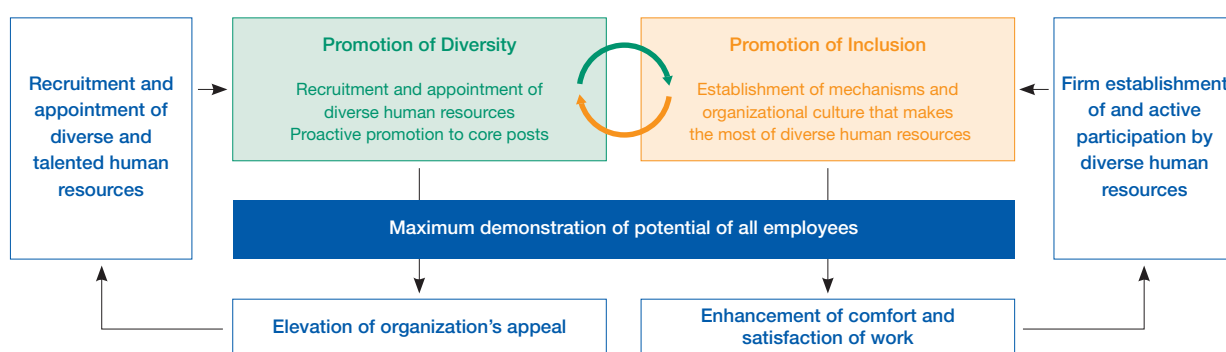 Recruitment and
appointment of
diverse and
talented human
resources
Promotion of Diversity
Recruitment and appointment of
diverse human resources
Proactive promotion to core posts
Promotion of Inclusion
Establishment of mechanisms and
organizational culture that makes
the most of diverse human resources
Firm establishment
of and active
participation by
diverse human
resources
Maximum demonstration of potential of all employees
Elevation of organization’s appeal
Enhancement of comfort and
satisfaction of work